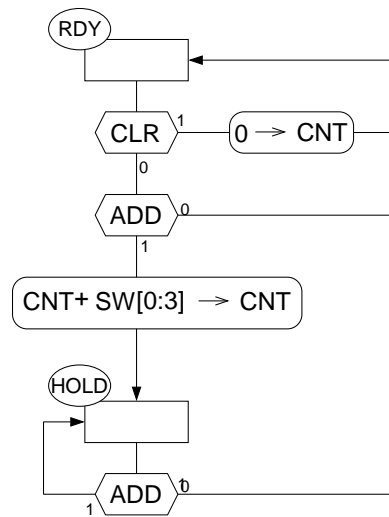 RDY
CLR
1
0 → CNT
0
ADD
0
1
CNT+ SW[0:3] → CNT
HOLD
ADD
1
0